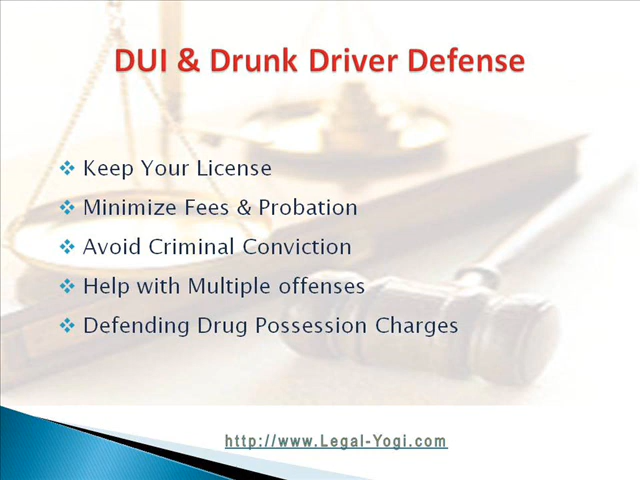 DUI & Drunk Driver Defense
Keep Your License
Minimize Fees & Probation
Avoid Criminal Conviction
Help with Multiple offenses
Defending Drug Possession Charges
http://www.Legal-Yogi.com